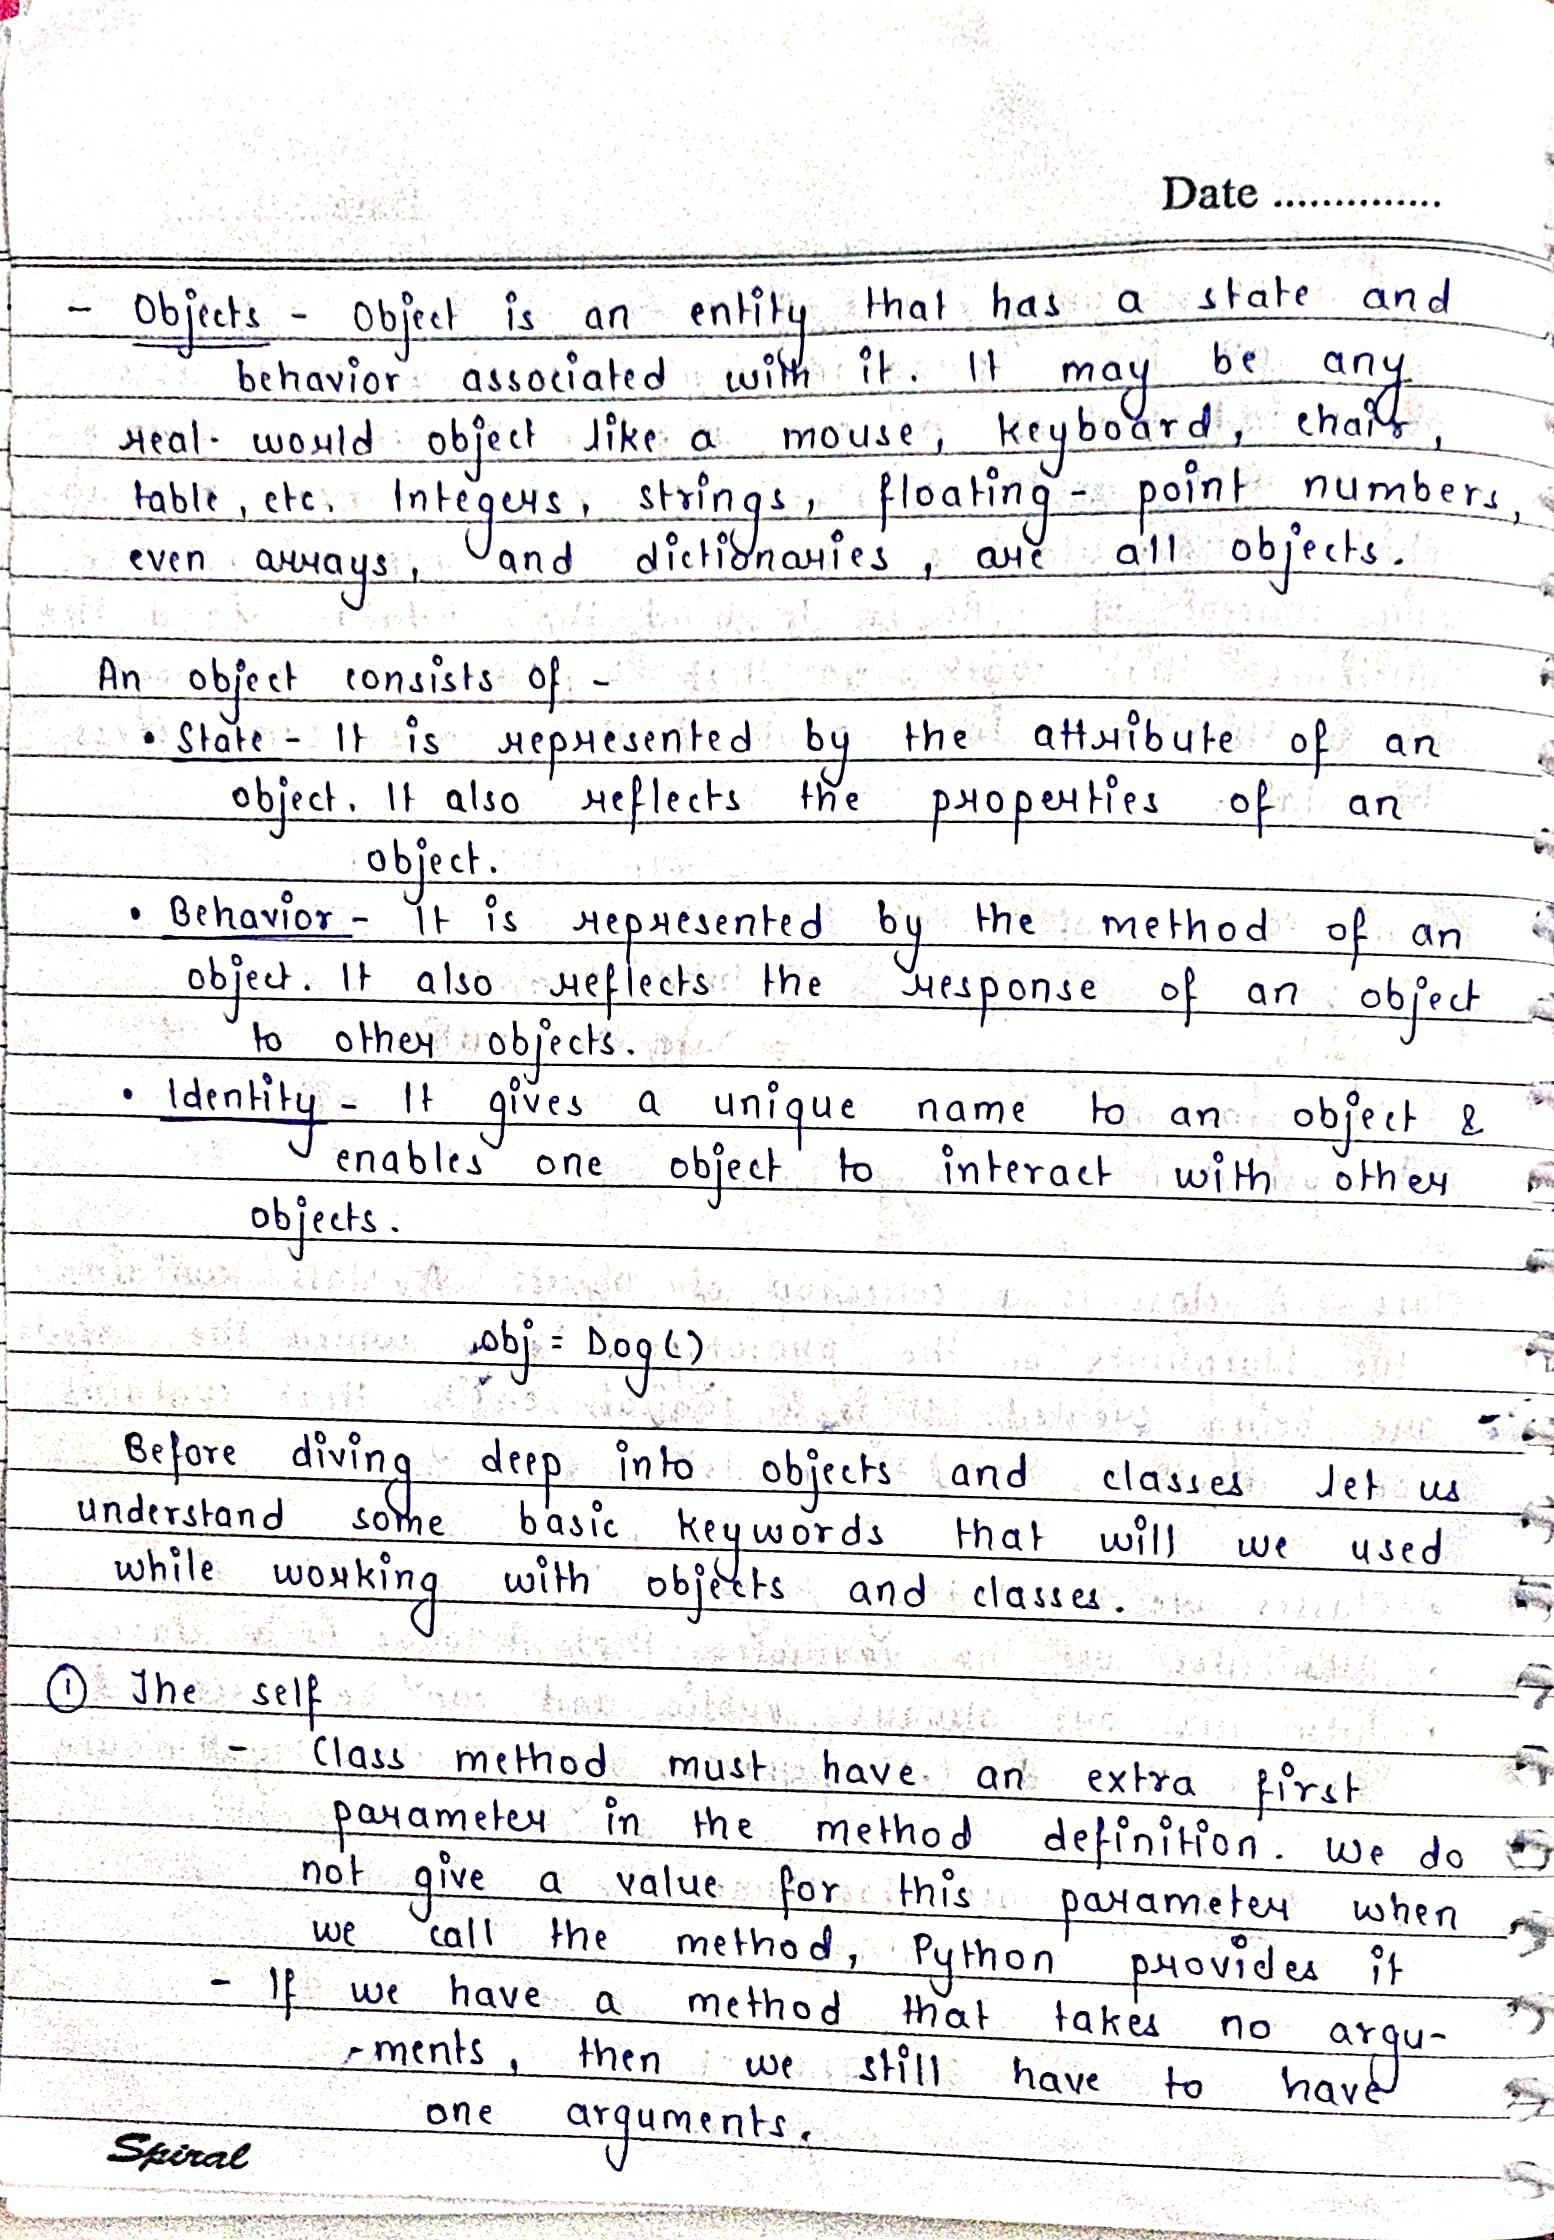 Date ..............
- Objects - Object is an entity that has a state and
behavior associated with it. It may be any
real-world object like a mouse, keyboard, chair,
table, etc. Integers, strings, floating-point numbers,
even arrays, and dictionaries, are all objects.
An object consists of -
• State - It is represented by the attribute of an
object. It also reflects the properties of an
object.
• Behavior - It is represented by the method of an
object. It also reflects the response of an object
to other objects.
• Identity - It gives a unique name to an object &
enables one object to interact with other
objects.
obj = Dog()
Before diving deep into objects and classes let us
understand some basic keywords that will we used
while working with objects and classes.
① The self
- Class method must have an extra first
parameter in the method definition. We do
not give a value for this parameter when
we call the method, Python provides it
- If we have a method that takes no argu-
-ments, then we still have to have
one arguments.
Spiral